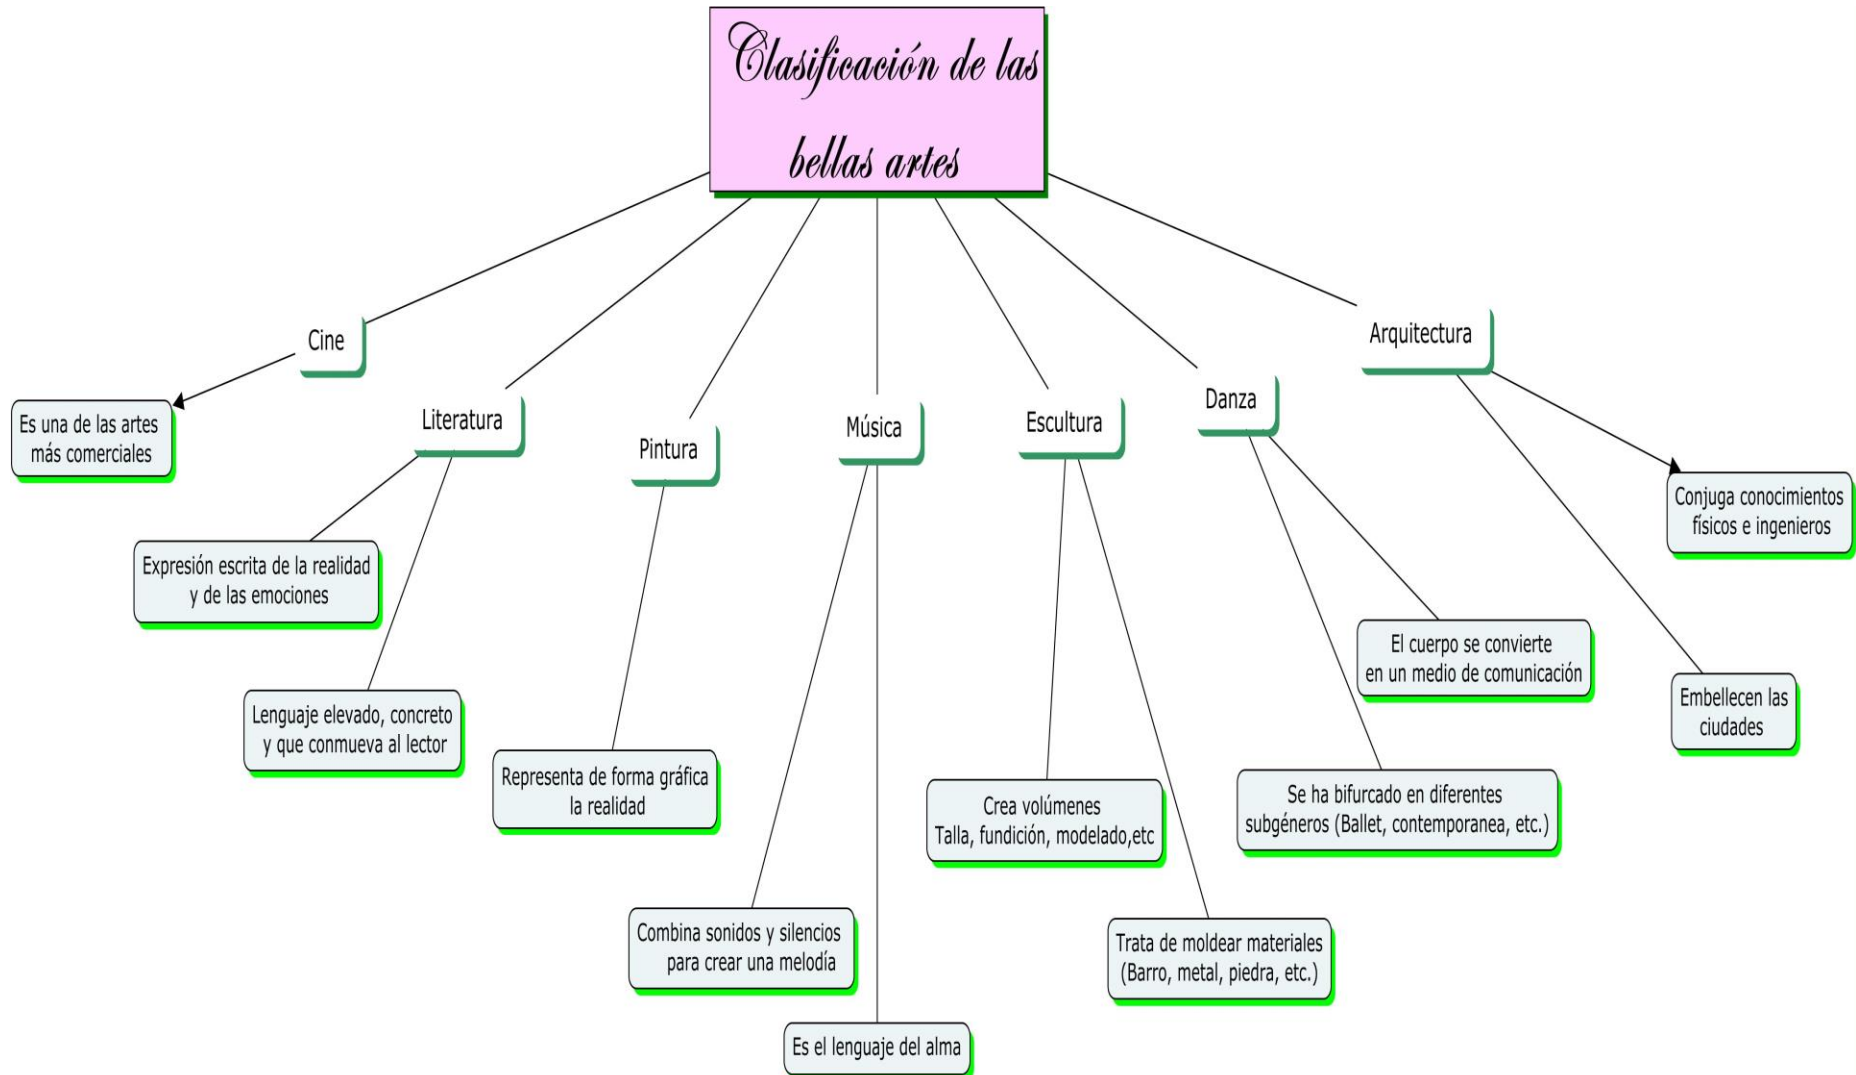 Clasificación de las
bellas artes
Cine
Es una de las artes
más comerciales
Literatura
Expresión escrita de la realidad
y de las emociones
Lenguaje elevado, concreto
y que conmueva al lector
Pintura
Representa de forma gráfica
la realidad
Música
Combina sonidos y silencios
para crear una melodía
Es el lenguaje del alma
Escultura
Crea volúmenes
Talla, fundición, modelado,etc
Trata de moldear materiales
(Barro, metal, piedra, etc.)
Danza
El cuerpo se convierte
en un medio de comunicación
Se ha bifurcado en diferentes
subgéneros (Ballet, contemporanea, etc.)
Arquitectura
Conjuga conocimientos
físicos e ingenieros
Embellecen las
ciudades